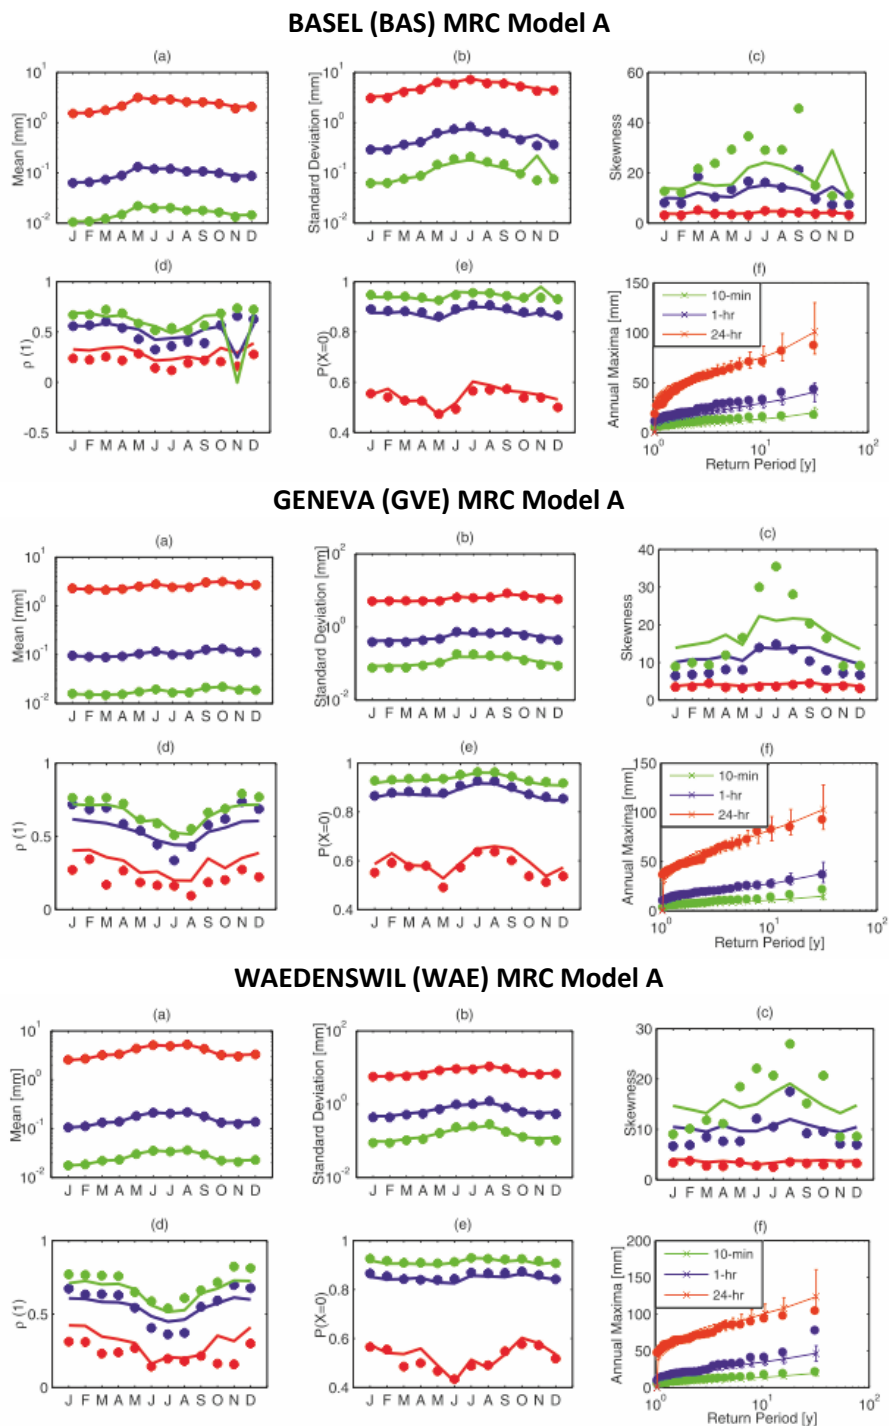 BASEL (BAS) MRC Model A
(a) (b) (c)
Mean [mm]
10^1
10^0
10^-1
10^-2
J F M A M J J A S O N D
Standard Deviation [mm]
10^1
10^0
10^-1
10^-2
J F M A M J J A S O N D
Skewness
60
40
20
0
J F M A M J J A S O N D
(d) (e) (f)
ρ (1)
1
0.5
0
-0.5
J F M A M J J A S O N D
P(X=0)
1
0.8
0.6
0.4
J F M A M J J A S O N D
Annual Maxima [mm]
150
100
50
0
10-min
1-hr
24-hr
10^0 10^1 10^2
Return Period [y]
GENEVA (GVE) MRC Model A
(a) (b) (c)
Mean [mm]
10^1
10^0
10^-1
10^-2
J F M A M J J A S O N D
Standard Deviation [mm]
10^2
10^0
10^-2
J F M A M J J A S O N D
Skewness
40
30
20
10
0
J F M A M J J A S O N D
(d) (e) (f)
ρ (1)
1
0.5
0
J F M A M J J A S O N D
P(X=0)
1
0.8
0.6
0.4
J F M A M J J A S O N D
Annual Maxima [mm]
150
100
50
0
10-min
1-hr
24-hr
10^0 10^1 10^2
Return Period [y]
WAEDENSWIL (WAE) MRC Model A
(a) (b) (c)
Mean [mm]
10^1
10^0
10^-1
10^-2
J F M A M J J A S O N D
Standard Deviation [mm]
10^2
10^0
10^-2
J F M A M J J A S O N D
Skewness
30
20
10
0
J F M A M J J A S O N D
(d) (e) (f)
ρ (1)
1
0.5
0
J F M A M J J A S O N D
P(X=0)
1
0.8
0.6
0.4
J F M A M J J A S O N D
Annual Maxima [mm]
200
150
100
50
0
10-min
1-hr
24-hr
10^0 10^1 10^2
Return Period [y]